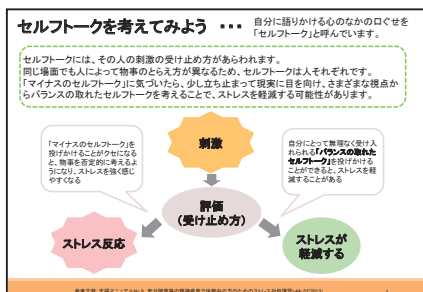 セルフトークを考えてみよう ・・・
自分に語りかける心のなかの口ぐせを
「セルフトーク」と呼んでいます。
セルフトークには、その人の刺激の受け止め方があらわれます。
同じ場面でも人によって物事のとらえ方が異なるため、セルフトークは人それぞれです。
「マイナスのセルフトーク」に気づいたら、少し立ち止まって現実に目を向け、さまざまな視点か
らバランスの取れたセルフトークを考えることで、ストレスを軽減する可能性があります。
刺激
「マイナスのセルフトーク」を
投げかけることがクセになる
と、物事を否定的に考えるよ
うになり、ストレスを強く感じ
やすくなる
自分にとって無理なく受け入
れられる「バランスの取れた
セルフトーク」を投げかける
ことができると、ストレスを軽
減することがある
評価
(受け止め方)
ストレス反応
ストレスが
軽減する